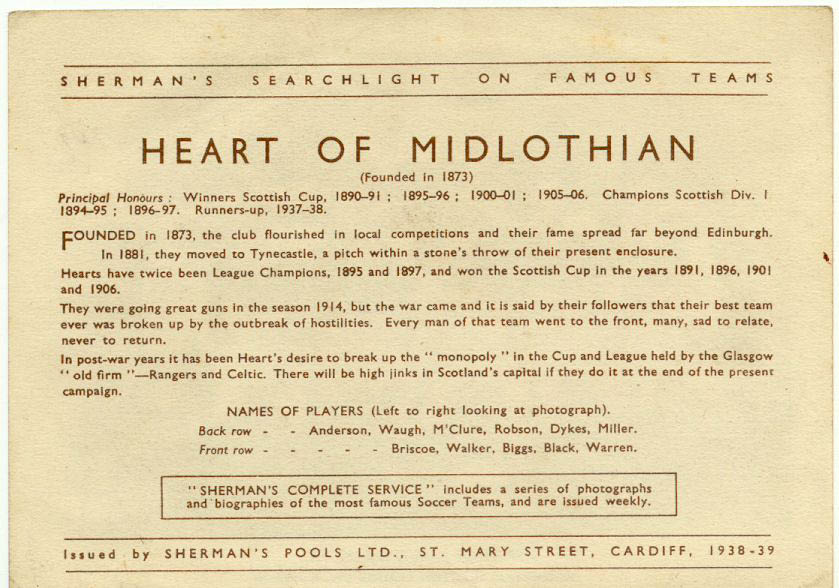 SHERMAN'S SEARCHLIGHT ON FAMOUS TEAMS
HEART OF MIDLOTHIAN
(Founded in 1873)
Principal Honours : Winners Scottish Cup, 1890–91 ; 1895–96 ; 1900–01 ; 1905–06. Champions Scottish Div. I
1894–95 ; 1896–97. Runners-up, 1937–38.
FOUNDED in 1873, the club flourished in local competitions and their fame spread far beyond Edinburgh.
In 1881, they moved to Tynecastle, a pitch within a stone's throw of their present enclosure.
Hearts have twice been League Champions, 1895 and 1897, and won the Scottish Cup in the years 1891, 1896, 1901
and 1906.
They were going great guns in the season 1914, but the war came and it is said by their followers that their best team
ever was broken up by the outbreak of hostilities. Every man of that team went to the front, many, sad to relate,
never to return.
In post-war years it has been Heart's desire to break up the " monopoly " in the Cup and League held by the Glasgow
" old firm "—Rangers and Celtic. There will be high jinks in Scotland's capital if they do it at the end of the present
campaign.
NAMES OF PLAYERS (Left to right looking at photograph).
Back row - - Anderson, Waugh, M'Clure, Robson, Dykes, Miller.
Front row - - - - - Briscoe, Walker, Biggs, Black, Warren.
" SHERMAN'S COMPLETE SERVICE " includes a series of photographs
and biographies of the most famous Soccer Teams, and are issued weekly.
Issued by SHERMAN'S POOLS LTD., ST. MARY STREET, CARDIFF, 1938-39